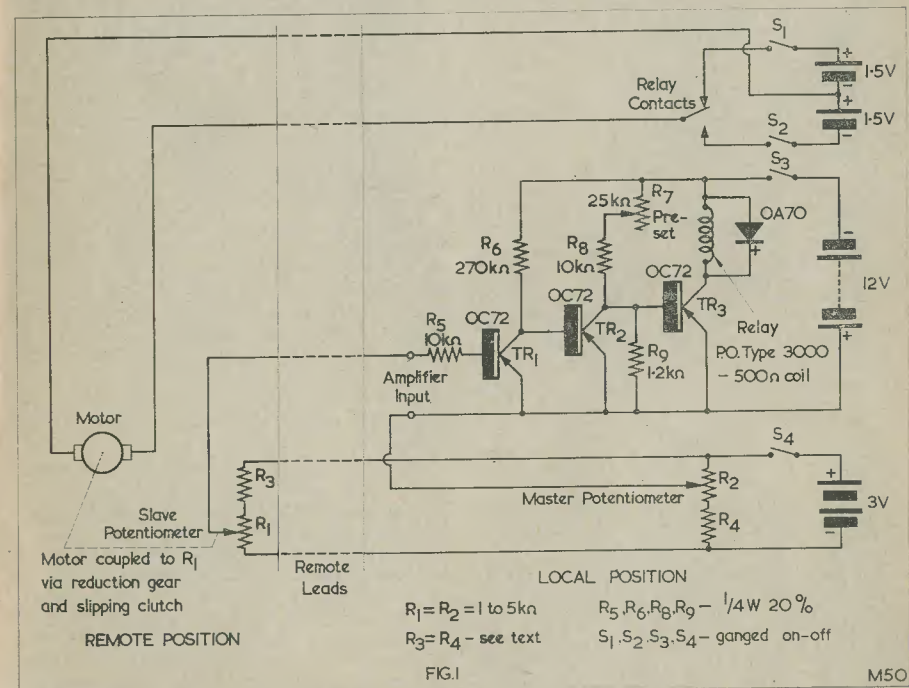 S1
+
1·5V
-
Relay
Contacts
+
1·5V
-
S2
S3
R7
25kΩ
Pre-
set
OA70
+
-
12V
+
R6
270kΩ
R8
10kΩ
OC72
OC72
OC72
R5
10kΩ
TR1
TR2
TR3
R9
1·2kΩ
Relay
P.O. Type 3000
– 500Ω coil
Amplifier
Input
Motor
S4
+
3V
-
R3
R1
R2
R4
Master Potentiometer
Slave
Potentiometer
Motor coupled to R1
via reduction gear
and slipping clutch
Remote
Leads
LOCAL POSITION
REMOTE POSITION
R1=R2=1 to 5kΩ
R3=R4– see text
R5,R6,R8,R9– 1/4W 20%
S1,S2,S3,S4– ganged on-off
FIG.1
M50